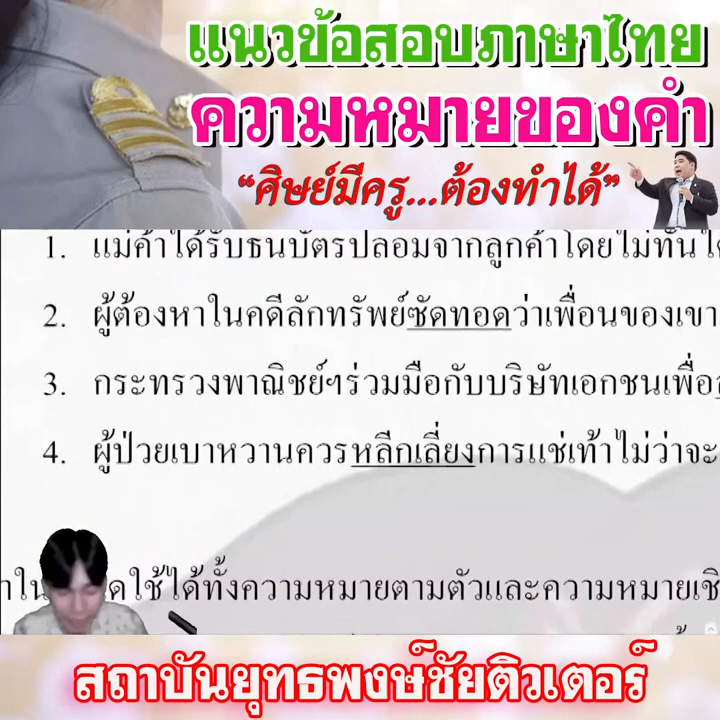 แนวข้อสอบภาษาไทย
ความหมายของคำ
“ศิษย์มีครู...ต้องทำได้”
1. แม่ค้าได้รับธนบัตรปลอมจากลูกค้าโดยไม่ทัน
2. ผู้ต้องหาในคดีลักทรัพย์ซัดทอดว่าเพื่อนของเขา
3. กระทรวงพาณิชย์ฯร่วมมือกับบริษัทเอกชนเพื่อ
4. ผู้ป่วยเบาหวานควรหลีกเลี่ยงการแช่เท้าไม่ว่าจะ
ใช้ได้ทั้งความหมายตามตัวและความหมายเชิ
สถาบันยุทธพงษ์ชัยติวเตอร์